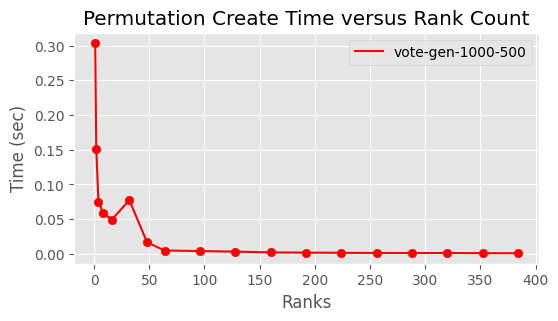 Permutation Create Time versus Rank Count
vote-gen-1000-500
Time (sec)
0.30
0.25
0.20
0.15
0.10
0.05
0.00
0 50 100 150 200 250 300 350 400
Ranks